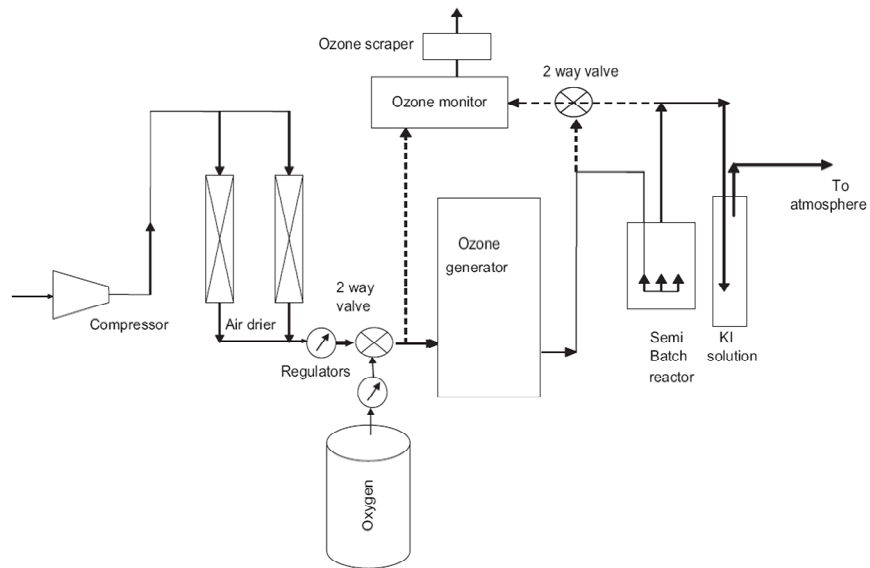 Ozone scraper
2 way valve
Ozone monitor
To
atmosphere
Ozone
generator
2 way
valve
Compressor
Air drier
Regulators
Semi
Batch
reactor
KI
solution
Oxygen